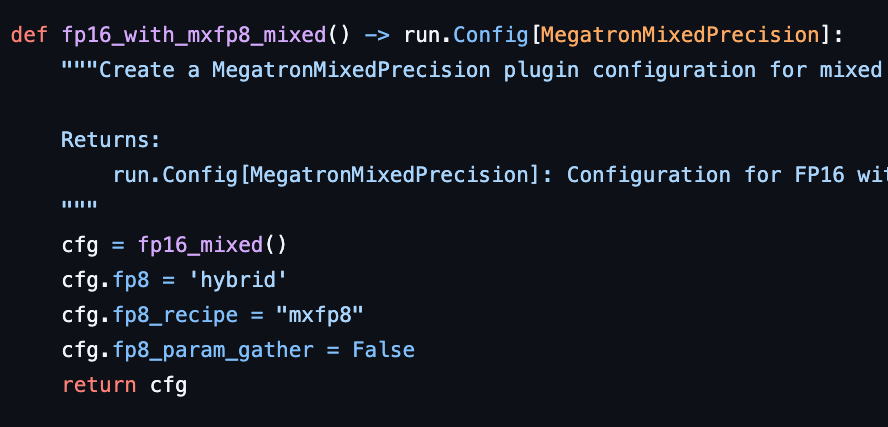 def fp16_with_mxfp8_mixed() -> run.Config[MegatronMixedPrecision]:
"""Create a MegatronMixedPrecision plugin configuration for mixed
Returns:
run.Config[MegatronMixedPrecision]: Configuration for FP16
"""
cfg = fp16_mixed()
cfg.fp8 = 'hybrid'
cfg.fp8_recipe = "mxfp8"
cfg.fp8_param_gather = False
return cfg